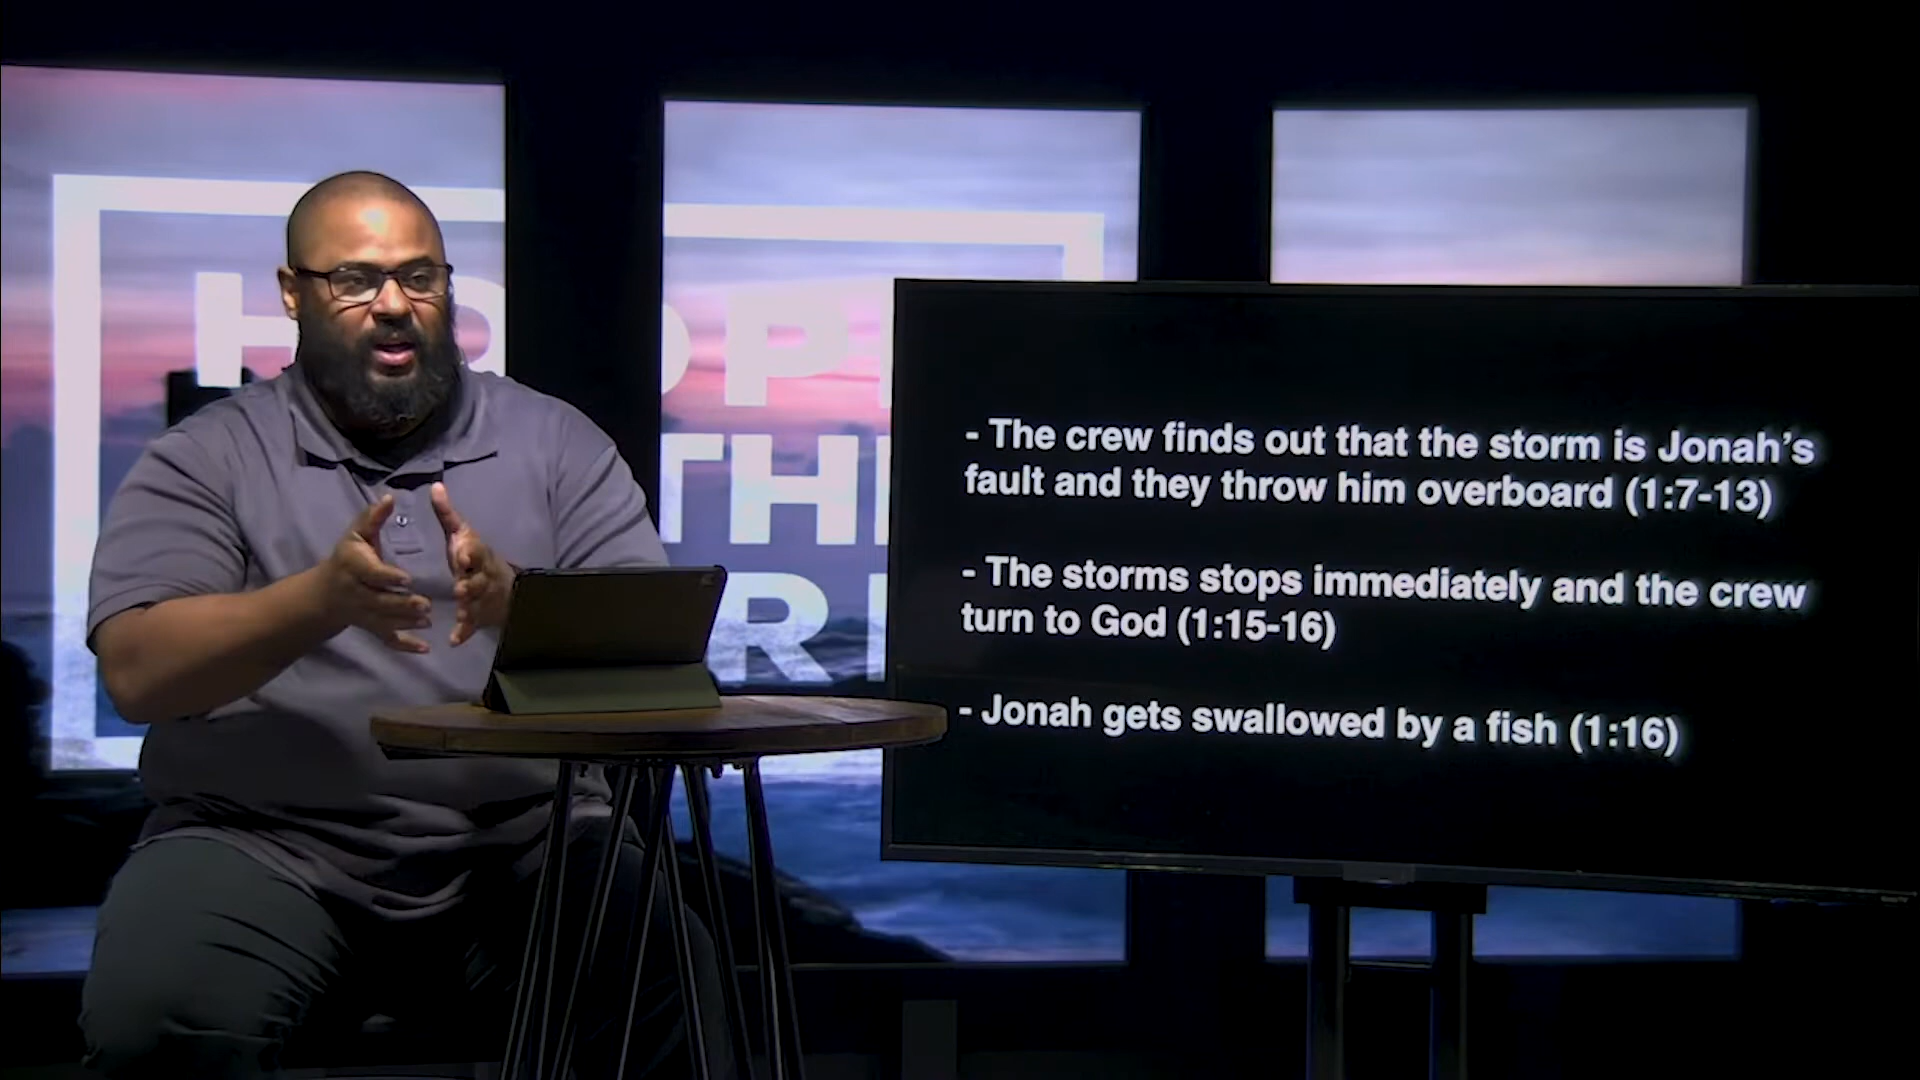 HOPE
TH
R
- The crew finds out that the storm is Jonah's
fault and they throw him overboard (1:7-13)
- The storms stops immediately and the crew
turn to God (1:15-16)
- Jonah gets swallowed by a fish (1:16)